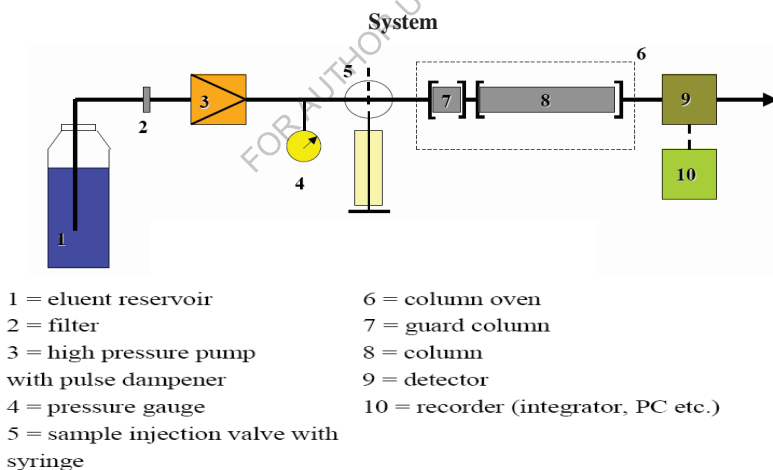 System
FOR AUTHOR U
5
6
1
2
3
4
7
8
9
10
1 = eluent reservoir
2 = filter
3 = high pressure pump
with pulse dampener
4 = pressure gauge
5 = sample injection valve with
syringe
6 = column oven
7 = guard column
8 = column
9 = detector
10 = recorder (integrator, PC etc.)